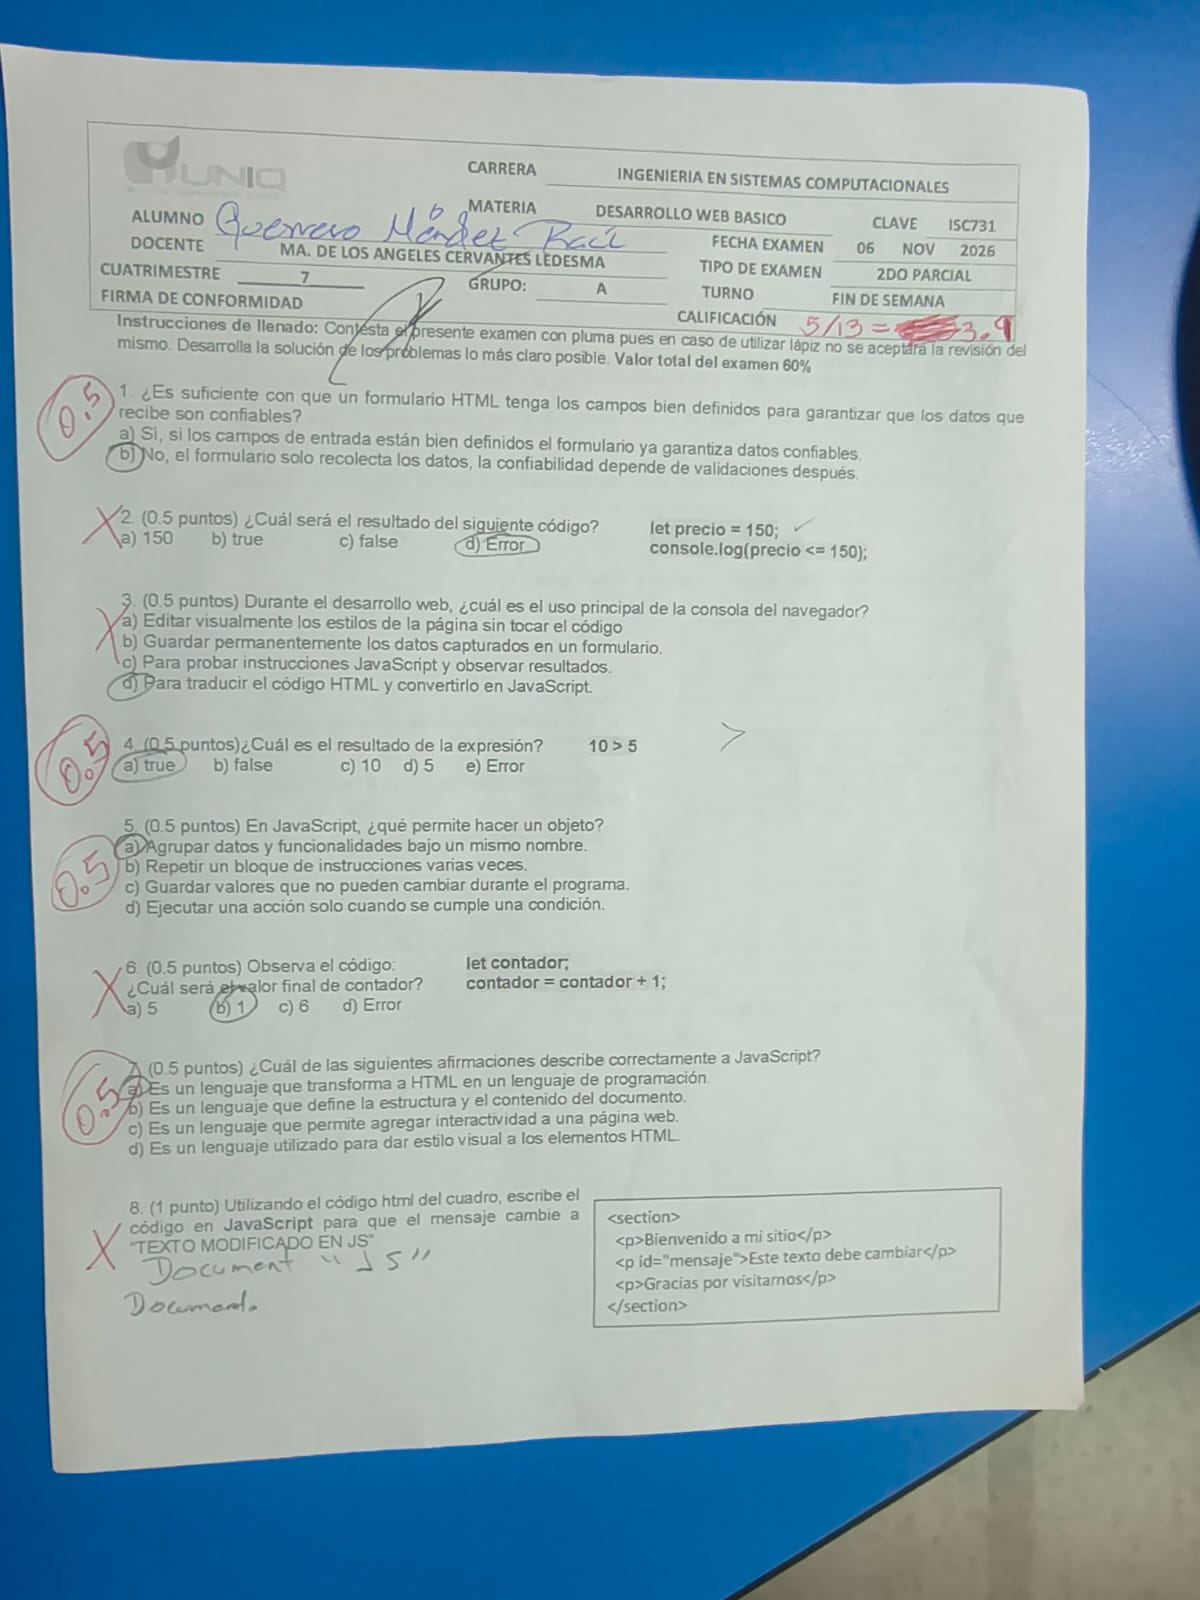 UNIQ
CARRERA INGENIERIA EN SISTEMAS COMPUTACIONALES
MATERIA DESARROLLO WEB BASICO CLAVE ISC731
ALUMNO Guerrero Méndez Raúl FECHA EXAMEN 06 NOV 2026
DOCENTE MA. DE LOS ANGELES CERVANTES LEDESMA TIPO DE EXAMEN 2DO PARCIAL
CUATRIMESTRE 7 GRUPO: A TURNO FIN DE SEMANA
FIRMA DE CONFORMIDAD CALIFICACIÓN 5/13 = 3.9
Instrucciones de llenado: Contesta el presente examen con pluma pues en caso de utilizar lápiz no se aceptara la revisión del
mismo. Desarrolla la solución de los problemas lo más claro posible. Valor total del examen 60%
0.5
1. ¿Es suficiente con que un formulario HTML tenga los campos bien definidos para garantizar que los datos que
recibe son confiables?
a) Si, si los campos de entrada están bien definidos el formulario ya garantiza datos confiables.
b) No, el formulario solo recolecta los datos, la confiabilidad depende de validaciones después.
2. (0.5 puntos) ¿Cuál será el resultado del siguiente código? let precio = 150;
a) 150 b) true c) false d) Error console.log(precio <= 150);
3. (0.5 puntos) Durante el desarrollo web, ¿cuál es el uso principal de la consola del navegador?
a) Editar visualmente los estilos de la página sin tocar el código
b) Guardar permanentemente los datos capturados en un formulario.
c) Para probar instrucciones JavaScript y observar resultados.
d) Para traducir el código HTML y convertirlo en JavaScript.
0.5
4. (0.5 puntos)¿Cuál es el resultado de la expresión? 10 > 5 >
a) true b) false c) 10 d) 5 e) Error
5. (0.5 puntos) En JavaScript, ¿qué permite hacer un objeto?
0.5
a) Agrupar datos y funcionalidades bajo un mismo nombre.
b) Repetir un bloque de instrucciones varias veces.
c) Guardar valores que no pueden cambiar durante el programa.
d) Ejecutar una acción solo cuando se cumple una condición.
6. (0.5 puntos) Observa el código: let contador;
¿Cuál será el valor final de contador? contador = contador + 1;
a) 5 b) 1 c) 6 d) Error
7. (0.5 puntos) ¿Cuál de las siguientes afirmaciones describe correctamente a JavaScript?
0.5
a) Es un lenguaje que transforma a HTML en un lenguaje de programación.
b) Es un lenguaje que define la estructura y el contenido del documento.
c) Es un lenguaje que permite agregar interactividad a una página web.
d) Es un lenguaje utilizado para dar estilo visual a los elementos HTML.
8. (1 punto) Utilizando el código html del cuadro, escribe el
código en JavaScript para que el mensaje cambie a
"TEXTO MODIFICADO EN JS"
Document "JS"
Document.
<section>
<p>Bienvenido a mi sitio</p>
<p id="mensaje">Este texto debe cambiar</p>
<p>Gracias por visitarnos</p>
</section>